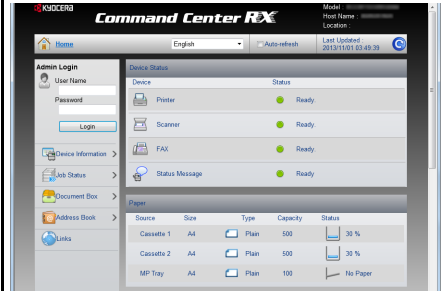 KYOCERA
Command Center RX
Model :
Host Name :
Location :
Home
English
Auto-refresh
Last Updated :
2013/11/01 03:49:39
Admin Login
User Name
Password
Login
Device Information
Job Status
Document Box
Address Book
Links
Device Status
Device Status
Printer Ready.
Scanner Ready.
FAX Ready.
Status Message Ready
Paper
Source Size Type Capacity Status
Cassette 1 A4 Plain 500 30 %
Cassette 2 A4 Plain 500 30 %
MP Tray A4 Plain 100 No Paper